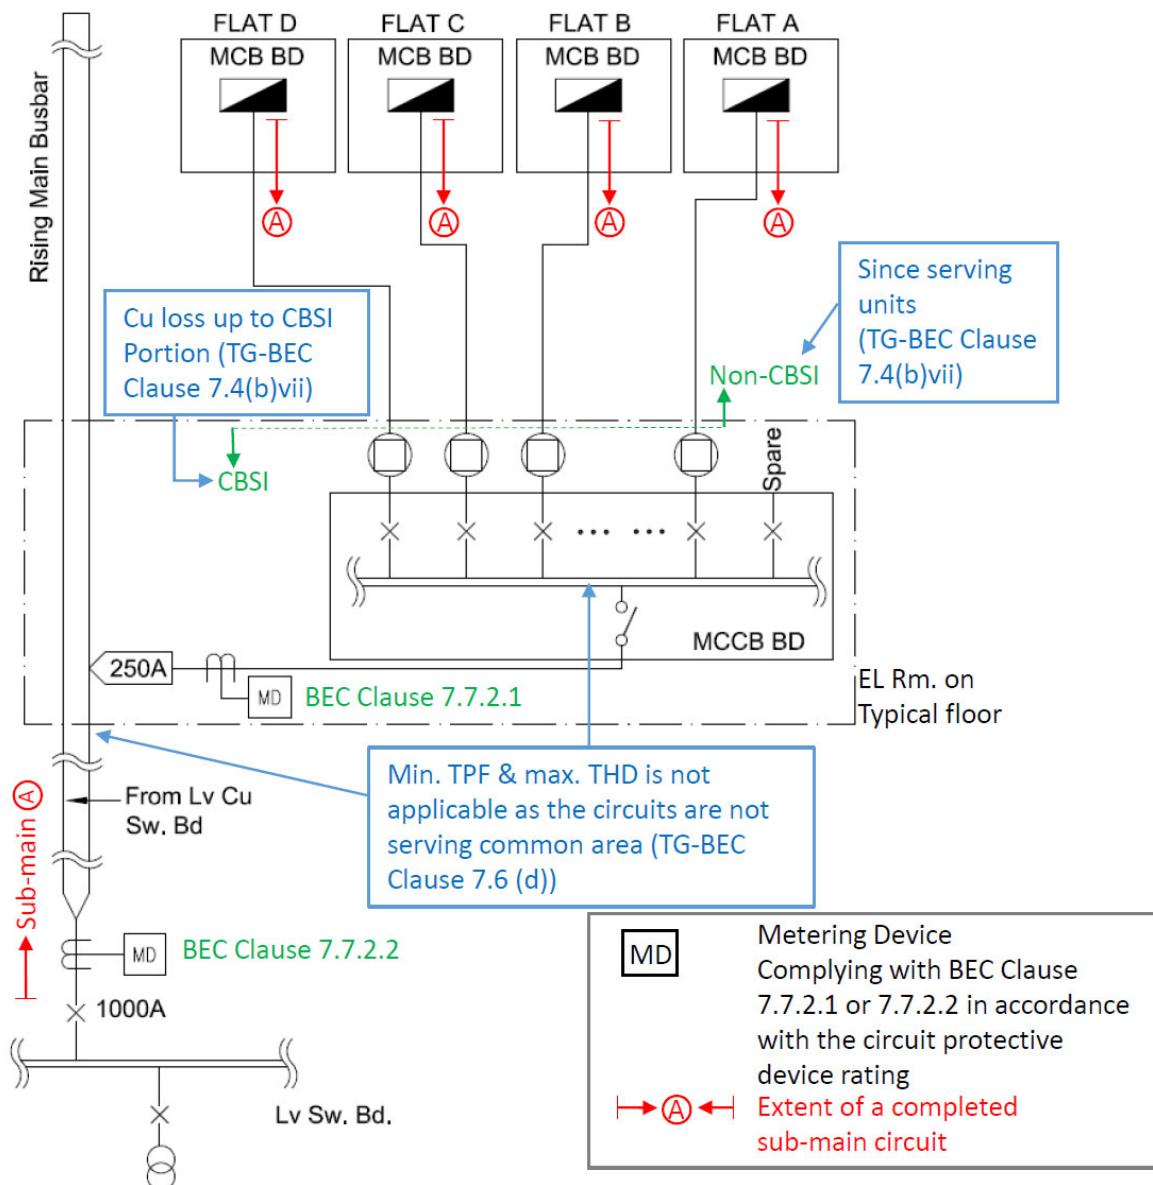 FLAT D
FLAT C
FLAT B
FLAT A
MCB BD
MCB BD
MCB BD
MCB BD
Rising Main Busbar
A
A
A
A
Since serving
units
(TG-BEC Clause
7.4(b)vii)
Cu loss up to CBSI
Portion (TG-BEC
Clause 7.4(b)vii)
Non-CBSI
CBSI
Spare
... ...
MCCB BD
250A
MD
BEC Clause 7.7.2.1
EL Rm. on
Typical floor
Min. TPF & max. THD is not
applicable as the circuits are not
serving common area (TG-BEC
Clause 7.6 (d))
From Lv Cu
Sw. Bd
Sub-main A
MD
BEC Clause 7.7.2.2
1000A
Lv Sw. Bd.
MD
Metering Device
Complying with BEC Clause
7.7.2.1 or 7.7.2.2 in accordance
with the circuit protective
device rating
A
Extent of a completed
sub-main circuit